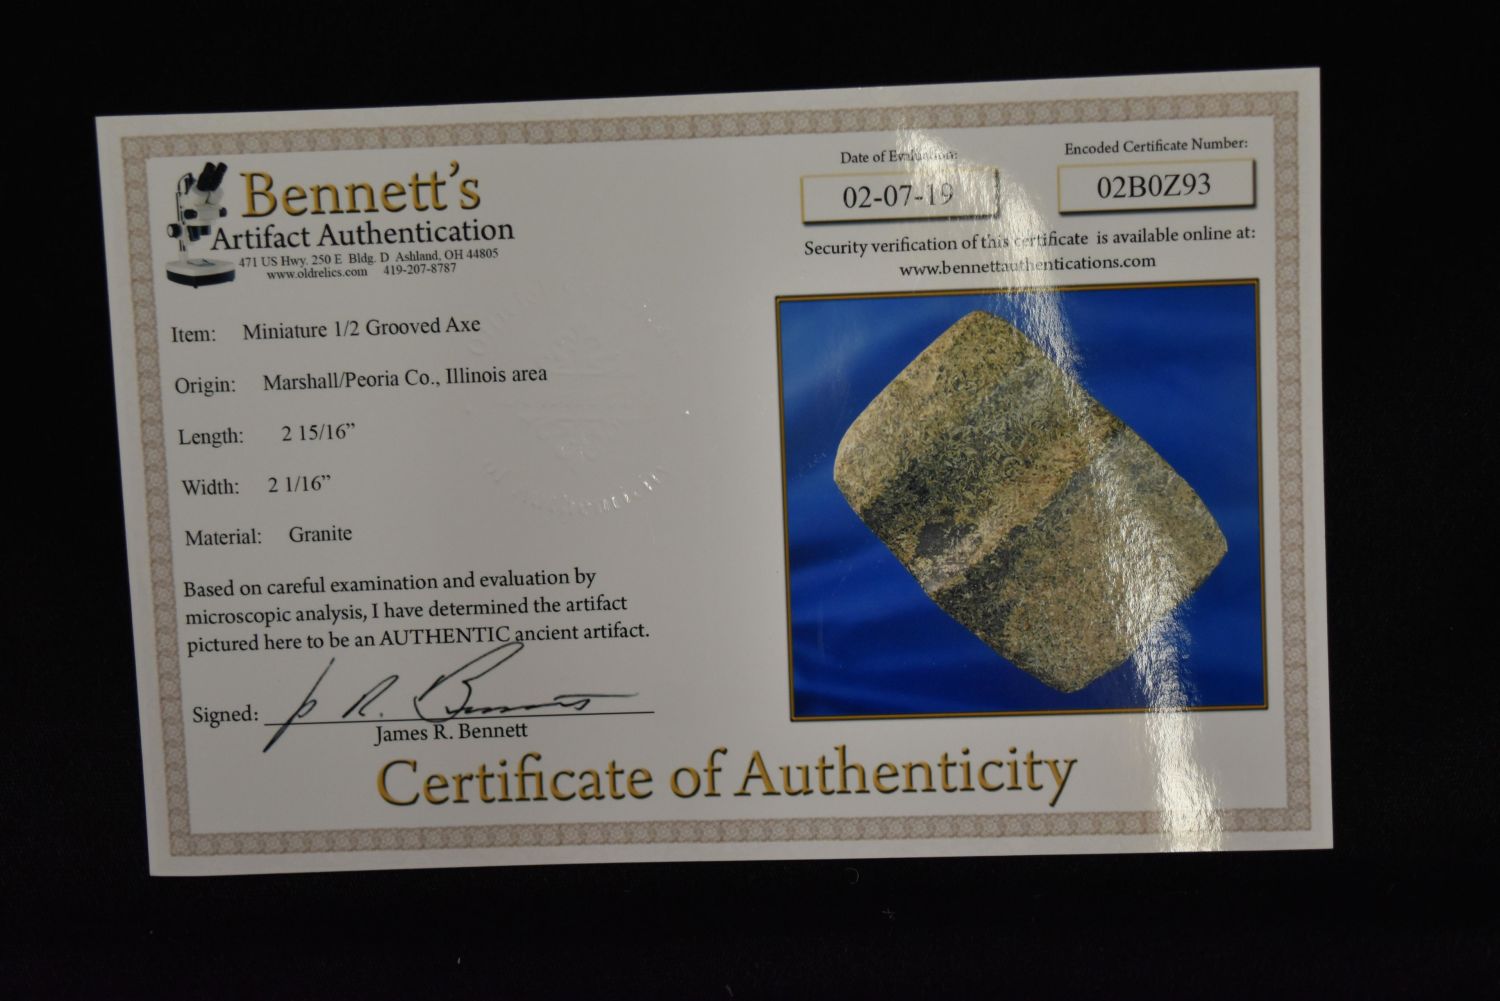 Bennett's
Artifact Authentication
471 US Hwy. 250 E Bldg. D Ashland, OH 44805
www.oldrelics.com 419-207-8787
Date of Evaluation:
02-07-19
Encoded Certificate Number:
02B0Z93
Security verification of this certificate is available online at:
www.bennettauthentications.com
Item: Miniature 1/2 Grooved Axe
Origin: Marshall/Peoria Co., Illinois area
Length: 2 15/16”
Width: 2 1/16”
Material: Granite
Based on careful examination and evaluation by
microscopic analysis, I have determined the artifact
pictured here to be an AUTHENTIC ancient artifact.
Signed: J R. Bennett
James R. Bennett
Certificate of Authenticity